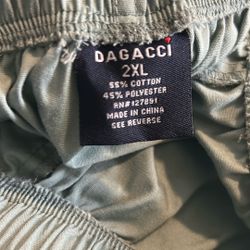 DAGACCI
2XL
55% COTTON
45% POLYESTER
RN#127891
MADE IN CHINA
SEE REVERSE